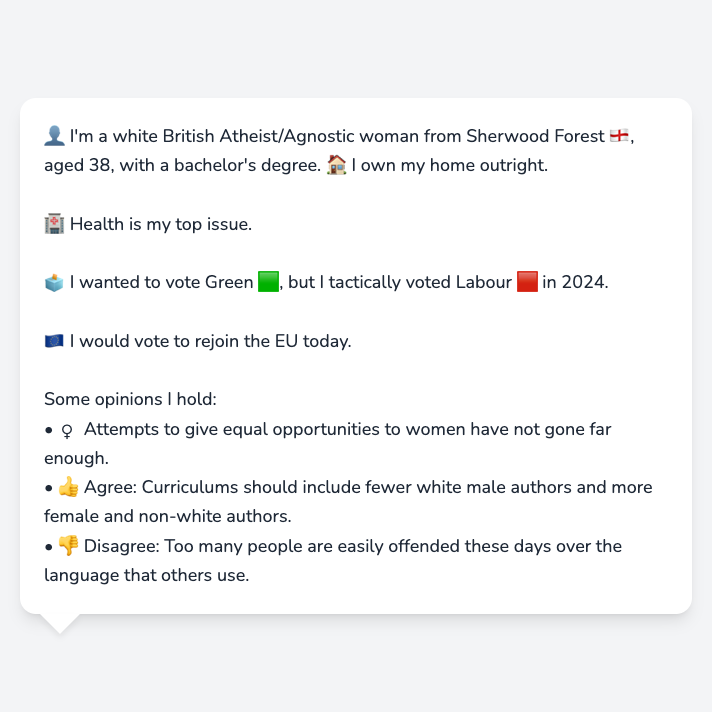 👤 I'm a white British Atheist/Agnostic woman from Sherwood Forest 🏴󠁧󠁢󠁥󠁮󠁧󠁿,
aged 38, with a bachelor's degree. 🏠 I own my home outright.
🏥 Health is my top issue.
🗳️ I wanted to vote Green 🟩, but I tactically voted Labour 🟥 in 2024.
🇪🇺 I would vote to rejoin the EU today.
Some opinions I hold:
• ♀ Attempts to give equal opportunities to women have not gone far
enough.
• 👍 Agree: Curriculums should include fewer white male authors and more
female and non-white authors.
• 👎 Disagree: Too many people are easily offended these days over the
language that others use.